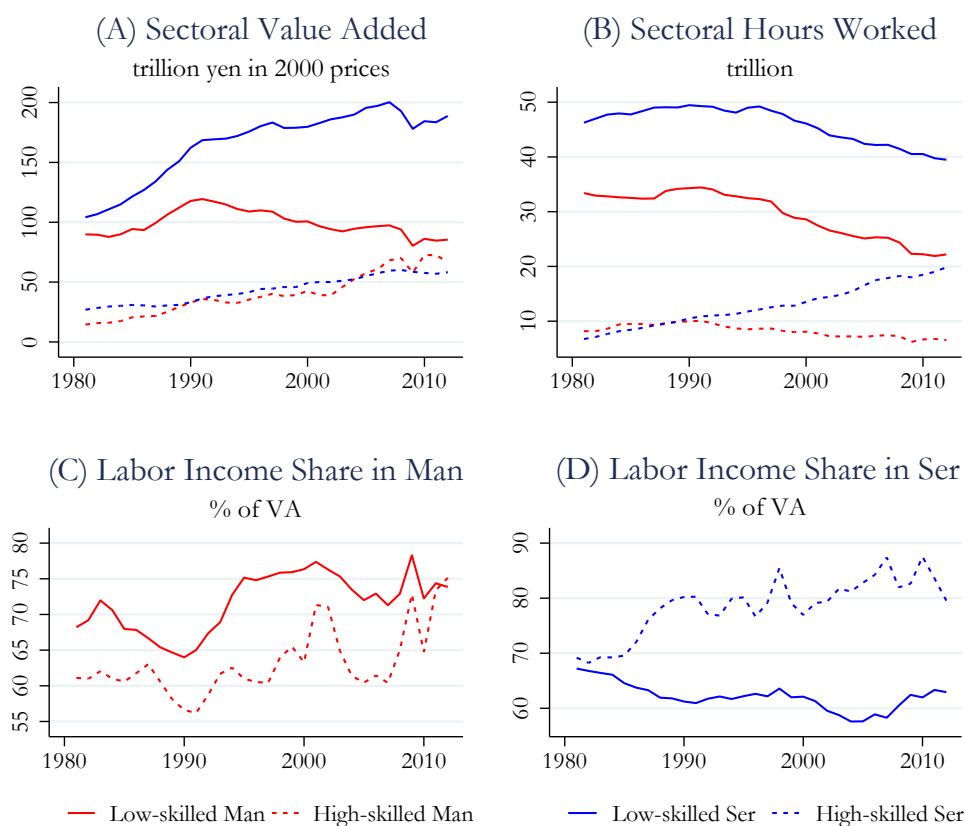 (A) Sectoral Value Added
trillion yen in 2000 prices
200
150
100
50
0
1980 1990 2000 2010
(B) Sectoral Hours Worked
trillion
50
40
30
20
10
1980 1990 2000 2010
(C) Labor Income Share in Man
% of VA
80
75
70
65
60
55
1980 1990 2000 2010
(D) Labor Income Share in Ser
% of VA
90
80
70
60
1980 1990 2000 2010
Low-skilled Man High-skilled Man
Low-skilled Ser High-skilled Ser